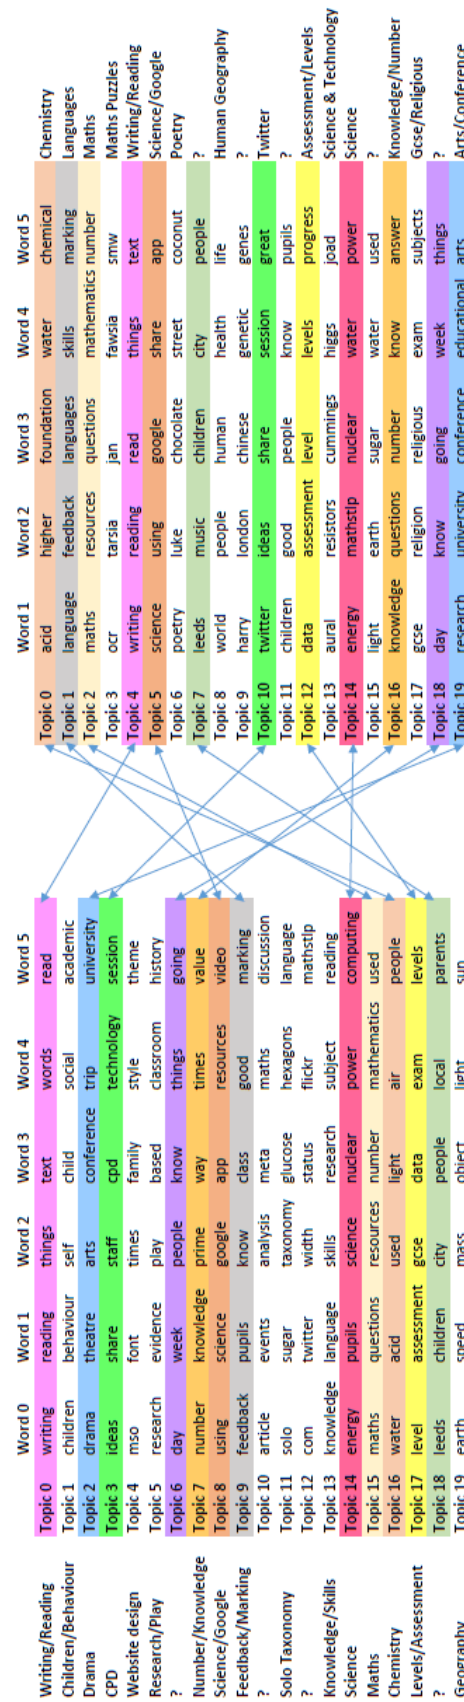 Word 0 Word 1 Word 2 Word 3 Word 4 Word 5
Writing/Reading Topic 0 writing reading things text words read
Children/Behaviour Topic 1 children behaviour self child social academic
Drama Topic 2 drama theatre arts conference trip university
CPD Topic 3 ideas share staff cpd technology session
Website design Topic 4 mso font times family style theme
Research/Play Topic 5 research evidence play based classroom history
? Topic 6 day week people know things going
Number/Knowledge Topic 7 number knowledge prime way times value
Science/Google Topic 8 using science google app resources video
Feedback/Marking Topic 9 feedback pupils know class good marking
? Topic 10 article events analysis meta maths discussion
Solo Taxonomy Topic 11 solo sugar taxonomy glucose hexagons language
? Topic 12 com twitter width status flickr mathstlp
Knowledge/Skills Topic 13 knowledge language skills research subject reading
Science Topic 14 energy pupils science nuclear power computing
Maths Topic 15 maths questions resources number mathematics used
Chemistry Topic 16 water acid used light air people
Levels/Assessment Topic 17 level assessment gcse data exam levels
? Topic 18 leeds children city people local parents
Geography Topic 19 earth speed mass object light sun
Word 1 Word 2 Word 3 Word 4 Word 5
Topic 0 acid higher foundation water chemical Chemistry
Topic 1 language feedback languages skills marking Languages
Topic 2 maths resources questions mathematics number Maths
Topic 3 ocr tarsia jan fawsia smw Maths Puzzles
Topic 4 writing reading read things text Writing/Reading
Topic 5 science using google share app Science/Google
Topic 6 poetry luke chocolate street coconut Poetry
Topic 7 leeds music children city people ?
Topic 8 world people human health life Human Geography
Topic 9 harry london chinese genetic genes ?
Topic 10 twitter ideas share session great Twitter
Topic 11 children good people know pupils ?
Topic 12 data assessment level levels progress Assessment/Levels
Topic 13 aural resistors cummings higgs joad Science & Technology
Topic 14 energy mathstlp nuclear water power Science
Topic 15 light earth sugar water used ?
Topic 16 knowledge questions number know answer Knowledge/Number
Topic 17 gcse religion religious exam subjects Gcse/Religious
Topic 18 day know going week things ?
Topic 19 research university conference educational arts Arts/Conference